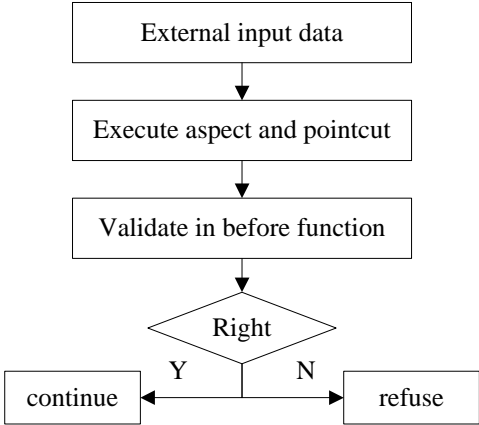 External input data
Execute aspect and pointcut
Validate in before function
Right
Y
N
continue
refuse